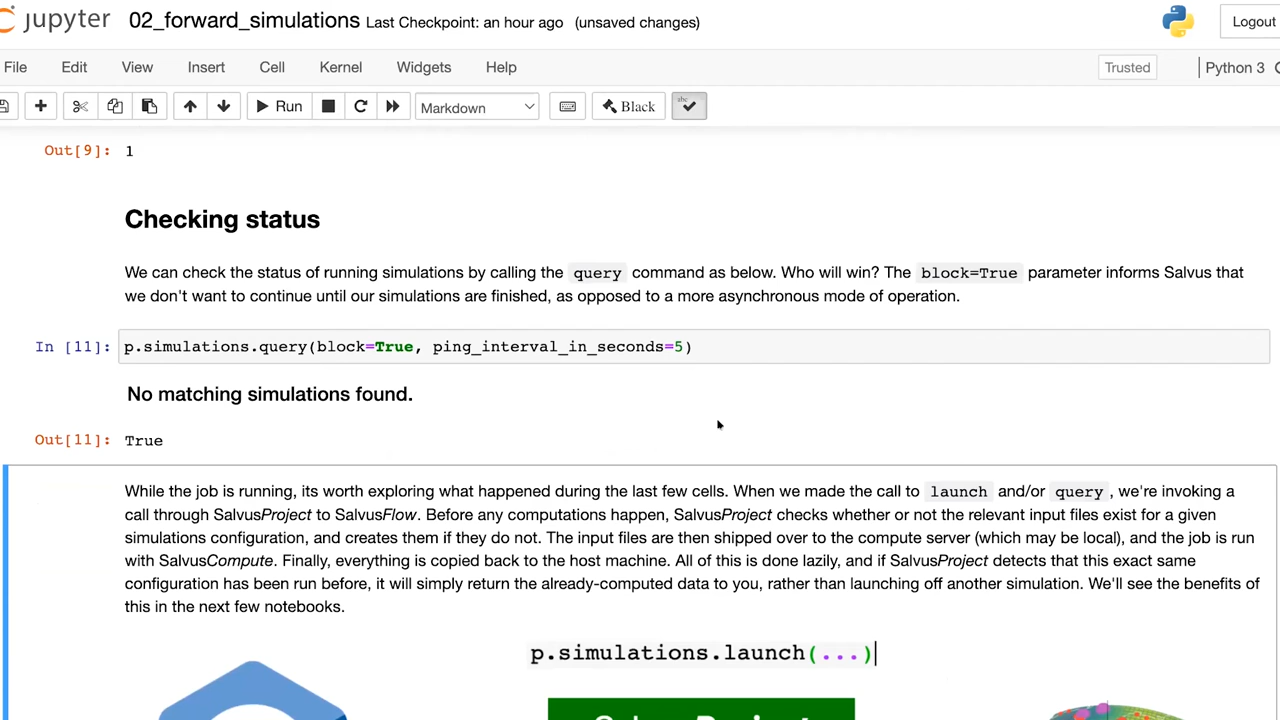 jupyter 02_forward_simulations Last Checkpoint: an hour ago (unsaved changes) Logout
File Edit View Insert Cell Kernel Widgets Help Trusted Python 3
Run Markdown Black abc
Out[9]: 1
Checking status
We can check the status of running simulations by calling the query command as below. Who will win? The block=True parameter informs Salvus that
we don't want to continue until our simulations are finished, as opposed to a more asynchronous mode of operation.
In [11]: p.simulations.query(block=True, ping_interval_in_seconds=5)
No matching simulations found.
Out[11]: True
While the job is running, its worth exploring what happened during the last few cells. When we made the call to launch and/or query, we're invoking a
call through SalvusProject to SalvusFlow. Before any computations happen, SalvusProject checks whether or not the relevant input files exist for a given
simulations configuration, and creates them if they do not. The input files are then shipped over to the compute server (which may be local), and the job is run
with SalvusCompute. Finally, everything is copied back to the host machine. All of this is done lazily, and if SalvusProject detects that this exact same
configuration has been run before, it will simply return the already-computed data to you, rather than launching off another simulation. We'll see the benefits of
this in the next few notebooks.
p.simulations.launch(...)